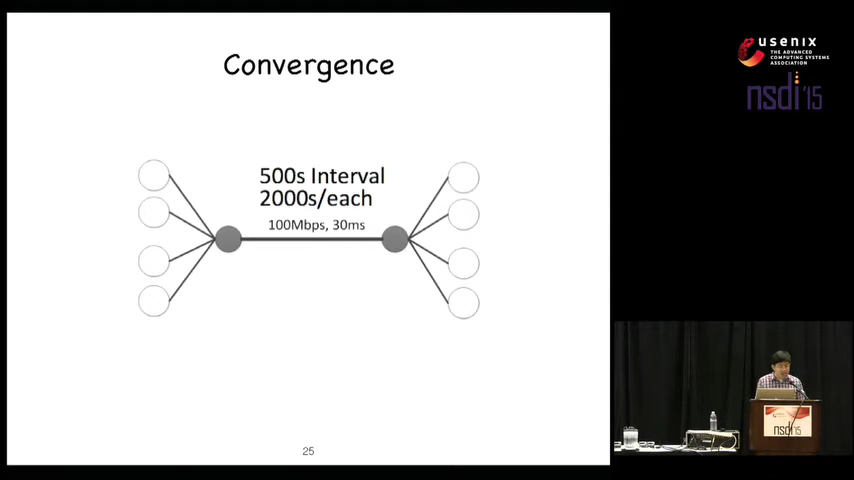 Convergence
500s Interval
2000s/each
100Mbps, 30ms
25
usenix
THE ADVANCED
COMPUTING SYSTEMS
ASSOCIATION
nsdi '15
nsdi '15